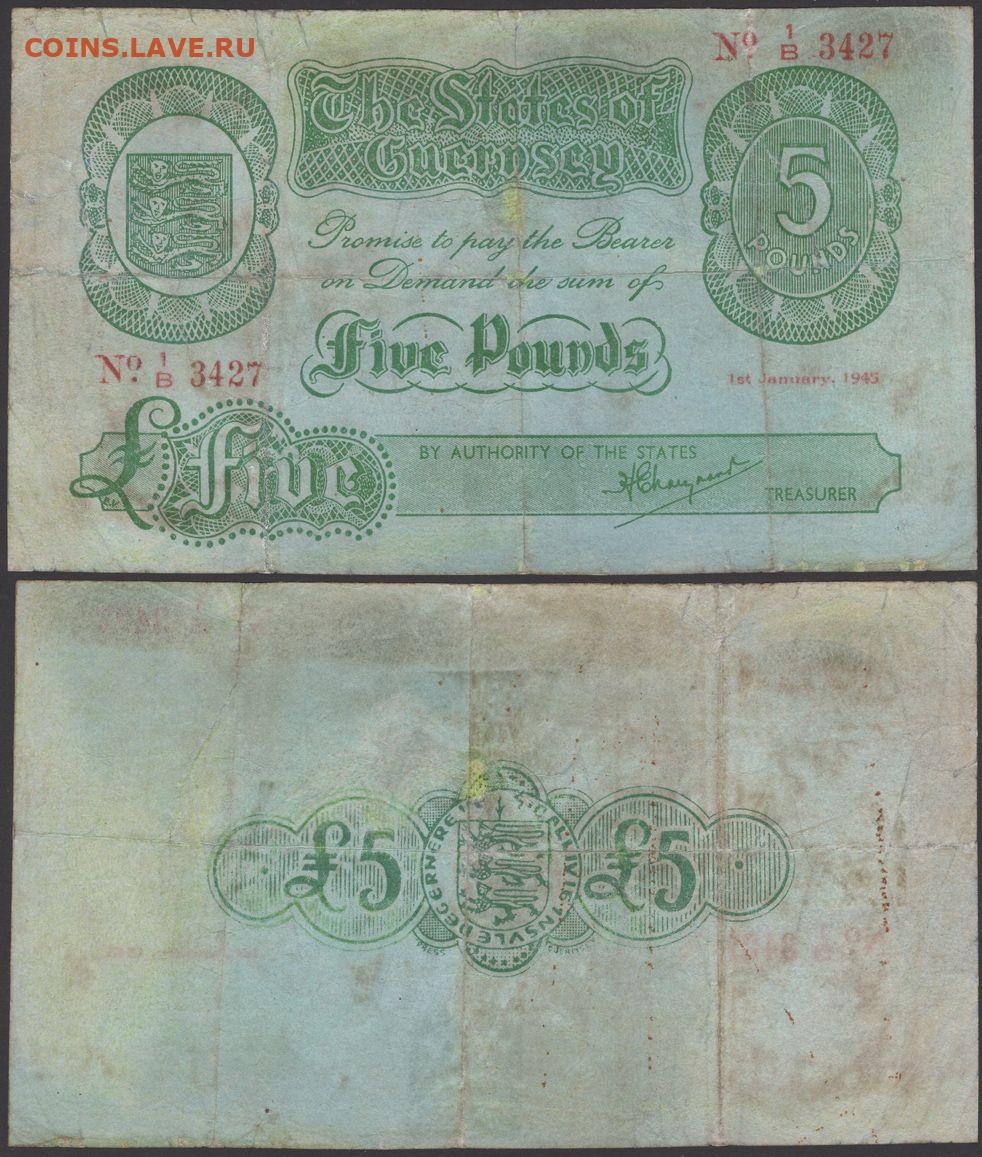 COINS.LAVE.RU
Nº 1/B 3427
The States of
Guernsey
5
POUNDS
Promise to pay the Bearer
on Demand the sum of
Five Pounds
Nº 1/B 3427
1st January, 1945
£ Five
BY AUTHORITY OF THE STATES
TREASURER
£5
£5
PRESS